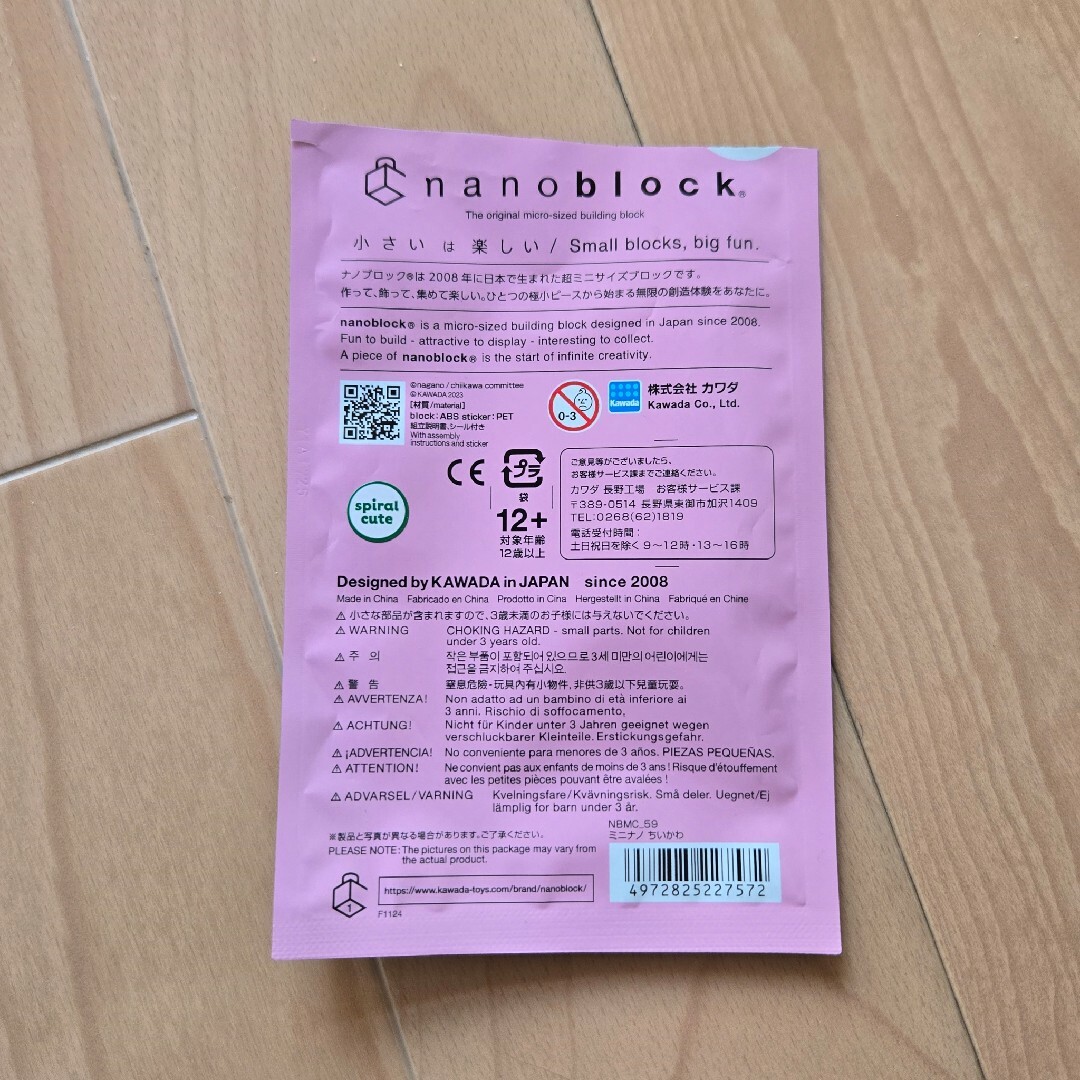 nanoblock®
The original micro-sized building block
小さいは楽しい / Small blocks, big fun.
ナノブロック®は2008年に日本で生まれた超ミニサイズブロックです。
作って、飾って、集めて楽しい。ひとつの極小ピースから始まる無限の創造体験をあなたに。
nanoblock® is a micro-sized building block designed in Japan since 2008.
Fun to build - attractive to display - interesting to collect.
A piece of nanoblock® is the start of infinite creativity.
©nagano / chiikawa committee
© KAWADA 2023
[材質/material]
block:ABS sticker:PET
組立説明書、シール付き
With assembly
instructions and sticker
0-3
Kawada
株式会社 カワダ
Kawada Co., Ltd.
spiral
cute
CE
プラ
袋
12+
対象年齢
12歳以上
ご意見等がございましたら、
お客様サービス課までご連絡ください。
カワダ 長野工場 お客様サービス課
〒389-0514 長野県東御市加沢1409
TEL:0268(62)1819
電話受付時間:
土日祝日を除く 9〜12時・13〜16時
Designed by KAWADA in JAPAN since 2008
Made in China Fabricado en China Prodotto in Cina Hergestellt in China Fabriqué en Chine
⚠ 小さな部品が含まれますので、3歳未満のお子様には与えないでください。
⚠ WARNING CHOKING HAZARD - small parts. Not for children
under 3 years old.
⚠ 주 의 작은 부품이 포함되어 있으므로 3세 미만의 어린이에게는
접근을 금지하여 주십시요.
⚠ 警 告 窒息危險-玩具內有小物件, 非供3歲以下兒童玩耍。
⚠ AVVERTENZA! Non adatto ad un bambino di età inferiore ai
3 anni. Rischio di soffocamento,
⚠ ACHTUNG! Nicht für Kinder unter 3 Jahren geeignet wegen
verschluckbarer Kleinteile. Erstickungsgefahr.
⚠ ¡ADVERTENCIA! No conveniente para menores de 3 años. PIEZAS PEQUEÑAS.
⚠ ATTENTION! Ne convient pas aux enfants de moins de 3 ans ! Risque d'étouffement
avec les petites pièces pouvant être avalées !
⚠ ADVARSEL/VARNING Kvelningsfare/Kvävningsrisk. Små deler. Uegnet/Ej
lämplig for barn under 3 år.
※製品と写真が異なる場合があります。ご了承ください。
PLEASE NOTE: The pictures on this package may vary from
the actual product.
NBMC_59
ミニナノ ちいかわ
4972825227572
1
https://www.kawada-toys.com/brand/nanoblock/
F1124